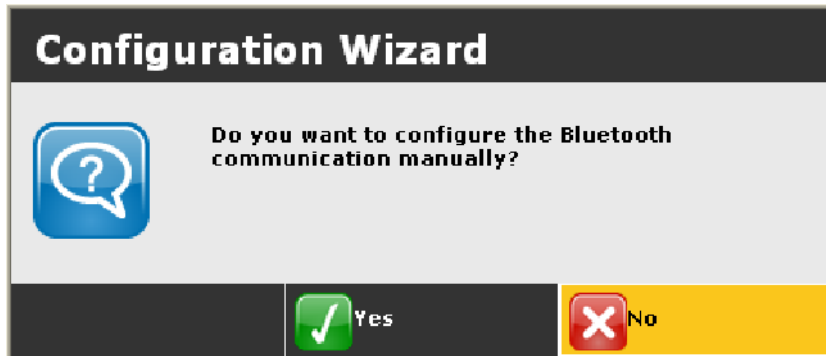 Configuration Wizard
Do you want to configure the Bluetooth
communication manually?
Yes
No